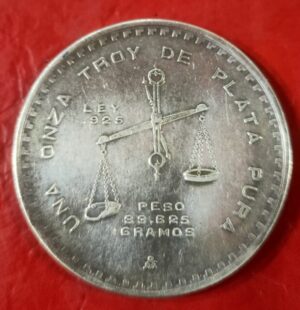 UNA ONZA TROY DE PLATA PURA
LEY
.925
PESO
33,625
GRAMOS